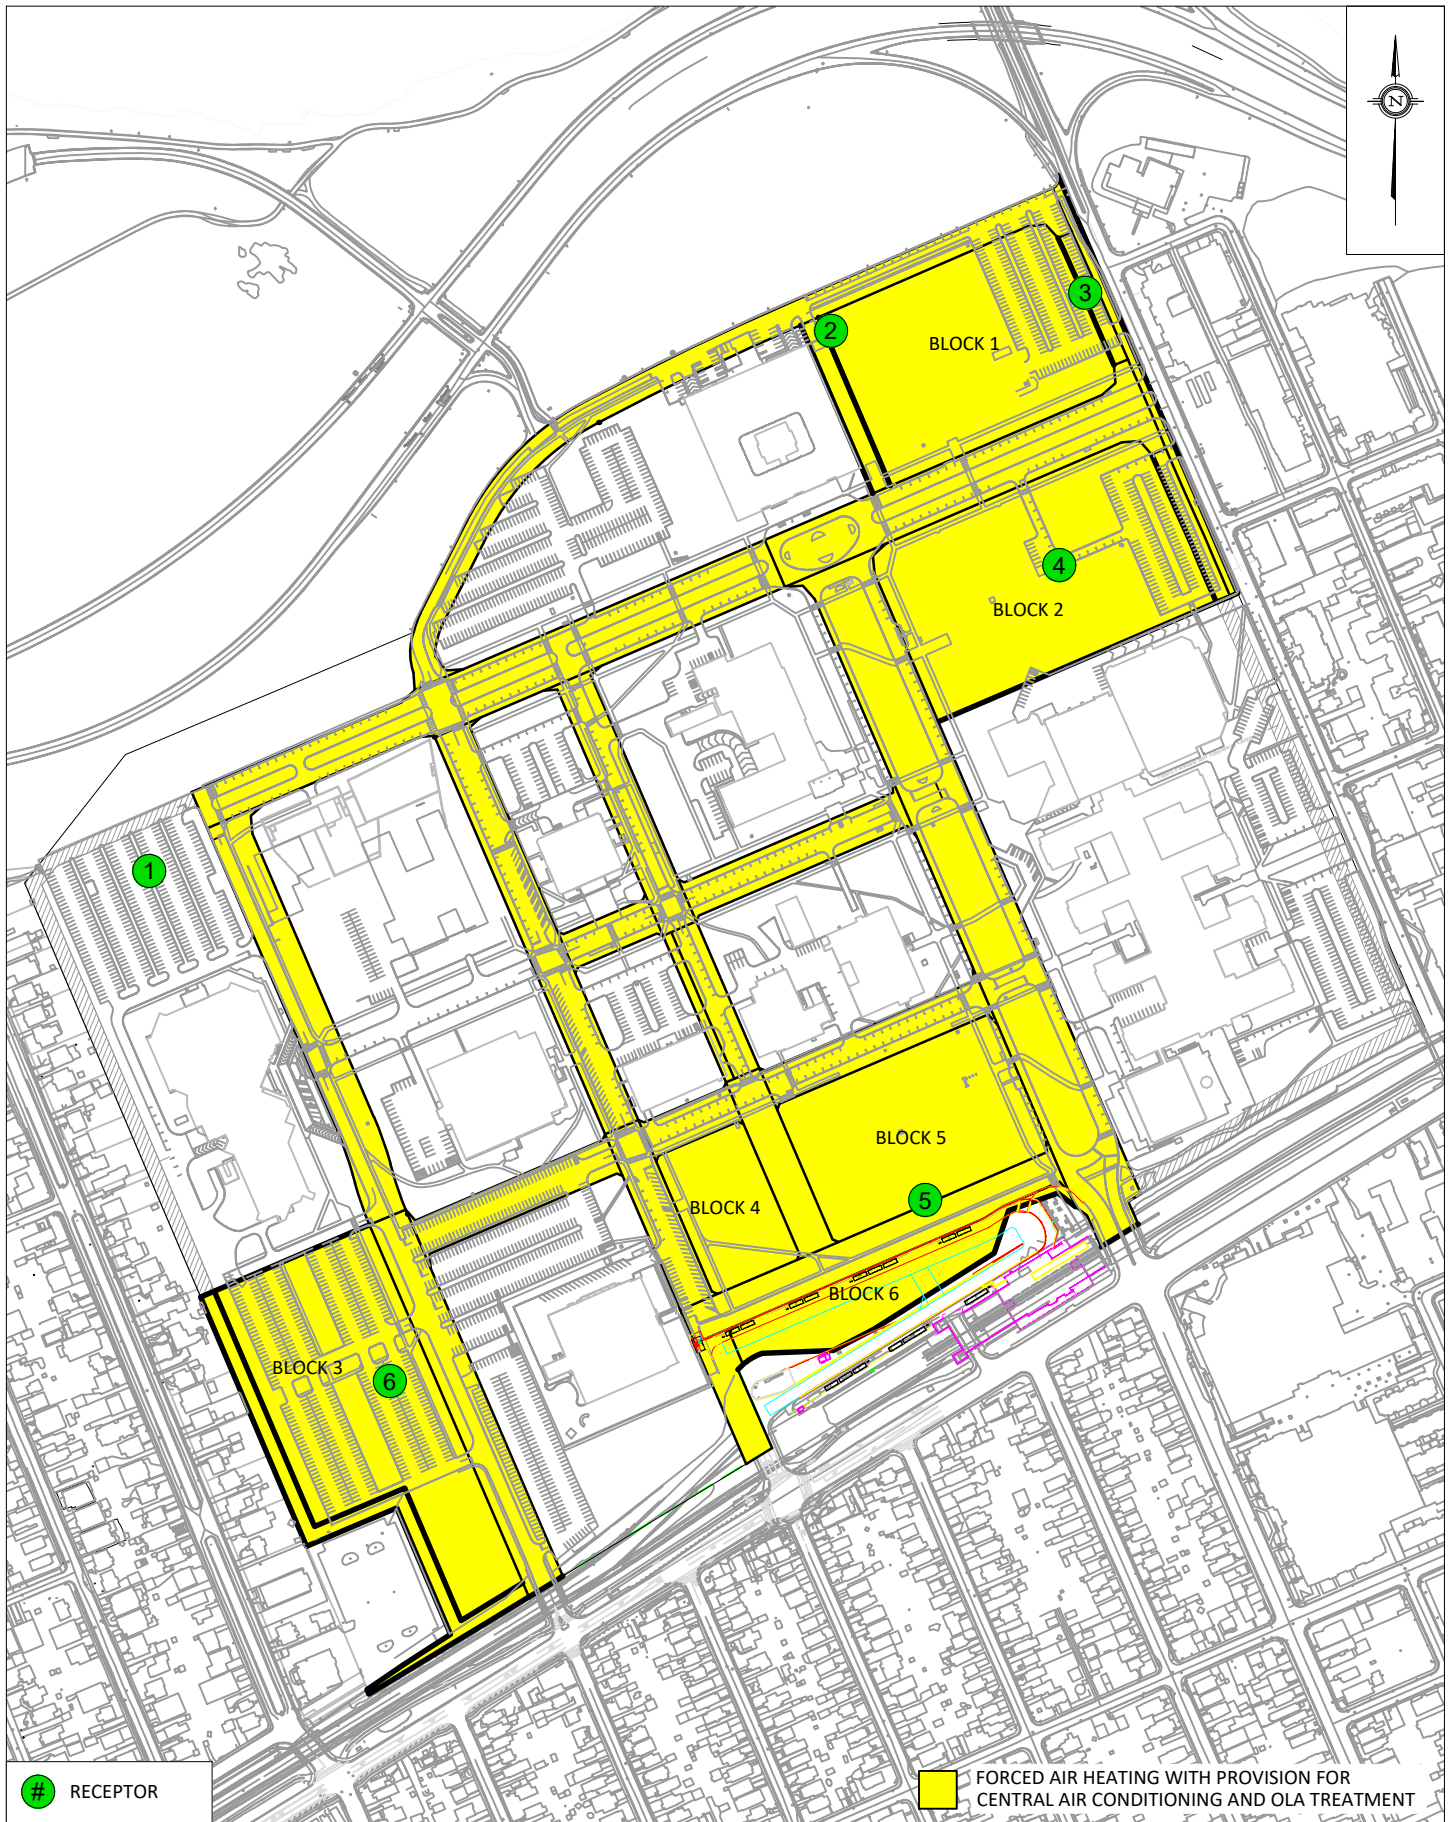 N
3
2
BLOCK 1
4
BLOCK 2
1
BLOCK 5
5
BLOCK 4
BLOCK 6
BLOCK 3
6
# RECEPTOR
FORCED AIR HEATING WITH PROVISION FOR
CENTRAL AIR CONDITIONING AND OLA TREATMENT